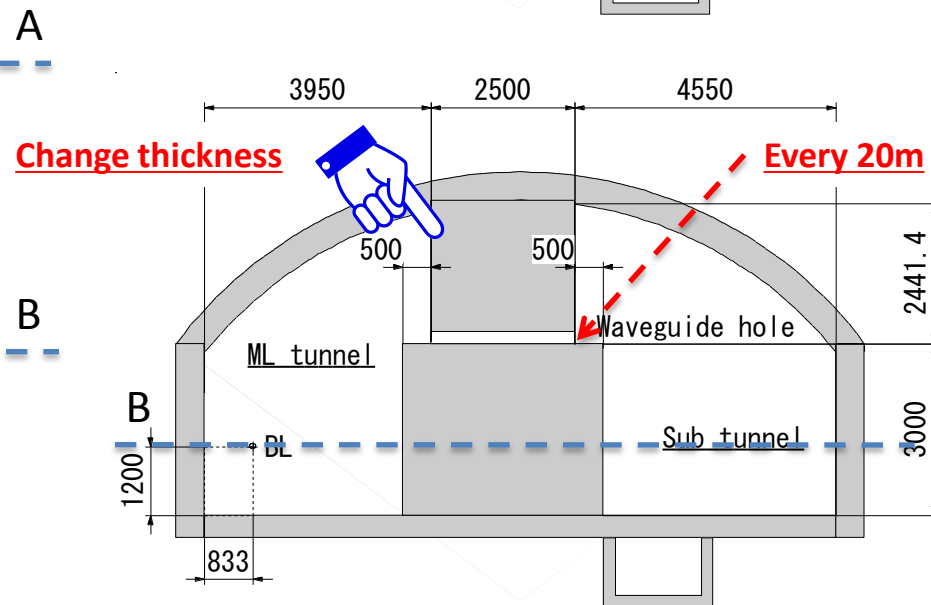 A
3950
2500
4550
Change thickness
Every 20m
500
500
2441.4
B
Waveguide hole
ML tunnel
B
BL
Sub tunnel
3000
1200
833